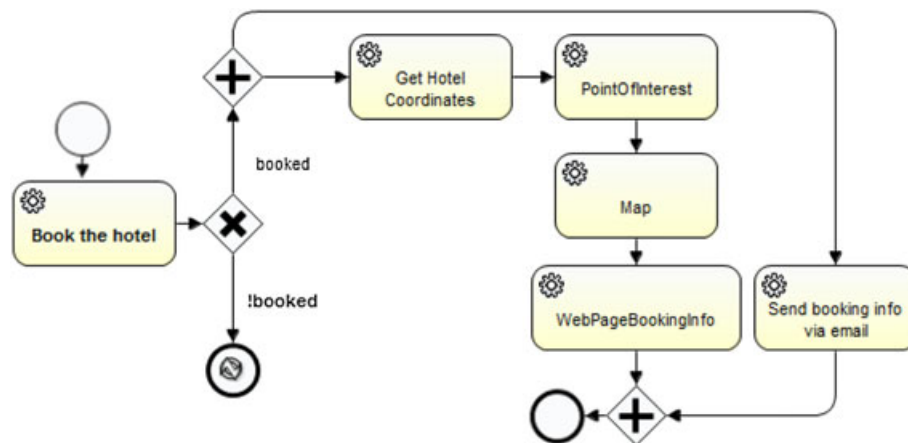 Get Hotel
Coordinates
PointOfInterest
booked
Map
Book the hotel
!booked
WebPageBookingInfo
Send booking info
via email